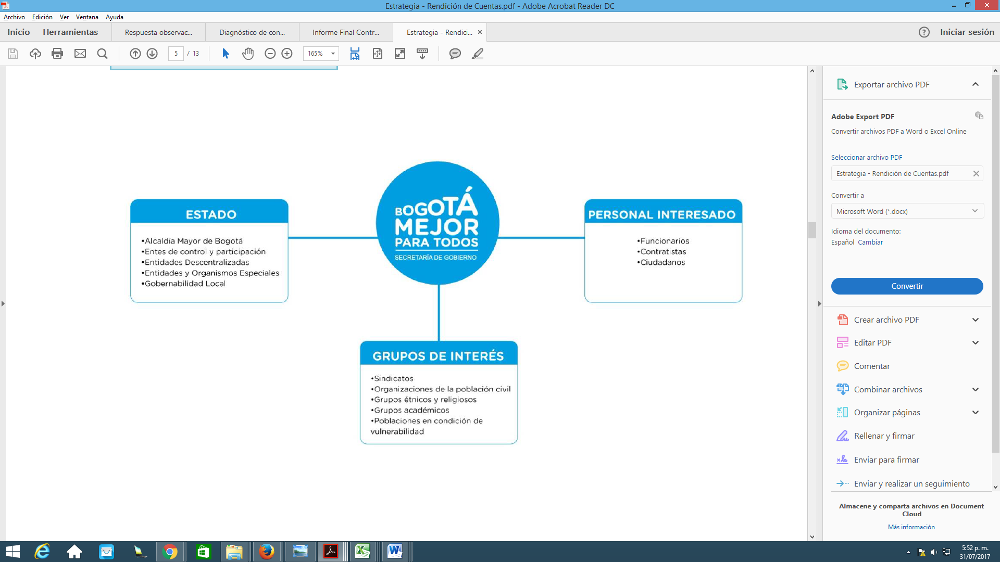 Estrategia - Rendición de Cuentas.pdf - Adobe Acrobat Reader DC
Archivo Edición Ver Ventana Ayuda
Inicio Herramientas
Respuesta observac...
Diagnóstico de con...
Informe Final Contr...
Estrategia - Rendici...
Iniciar sesión
5 / 13
165%
BOGOTÁ
MEJOR
PARA TODOS
SECRETARÍA DE GOBIERNO
ESTADO
•Alcaldía Mayor de Bogotá
•Entes de control y participación
•Entidades Descentralizadas
•Entidades y Organismos Especiales
•Gobernabilidad Local
PERSONAL INTERESADO
•Funcionarios
•Contratistas
•Ciudadanos
GRUPOS DE INTERÉS
•Sindicatos
•Organizaciones de la población civil
•Grupos étnicos y religiosos
•Grupos académicos
•Poblaciones en condición de
vulnerabilidad
Exportar archivo PDF
Adobe Export PDF
Convertir archivos PDF a Word o Excel Online
Seleccionar archivo PDF
Estrategia - Rendición de Cuentas.pdf
Convertir a
Microsoft Word (*.docx)
Idioma del documento:
Español Cambiar
Convertir
Crear archivo PDF
Editar PDF
Comentar
Combinar archivos
Organizar páginas
Rellenar y firmar
Enviar para firmar
Enviar y realizar un seguimiento
Almacene y comparta archivos en Document
Cloud
Más información
5:52 p. m.
31/07/2017